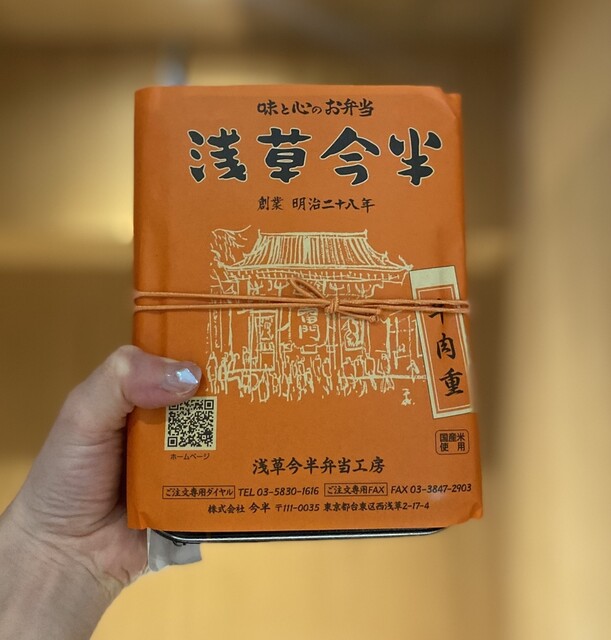 味と心のお弁当
浅草今半
創業 明治二十八年
雷門
牛肉重
ホームページ
国産米
使用
浅草今半弁当工房
ご注文専用ダイヤル TEL 03-5830-1616 ご注文専用FAX FAX 03-3847-2903
株式会社 今半 〒111-0035 東京都台東区西浅草2-17-4